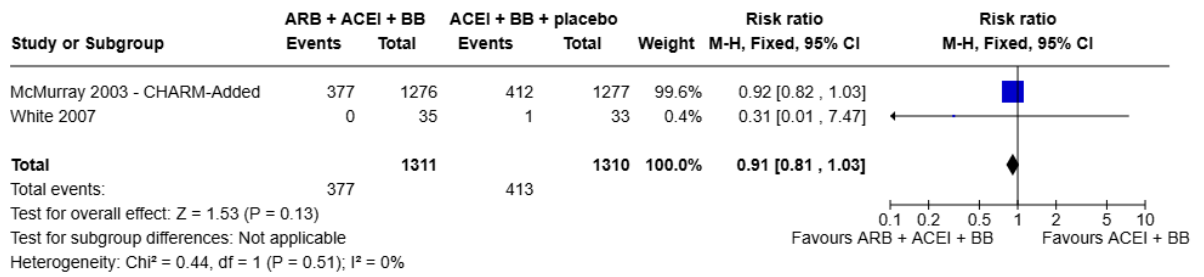 ARB + ACEI + BB ACEI + BB + placebo Risk ratio Risk ratio
Study or Subgroup Events Total Events Total Weight M-H, Fixed, 95% CI M-H, Fixed, 95% CI
McMurray 2003 - CHARM-Added 377 1276 412 1277 99.6% 0.92 [0.82 , 1.03]
White 2007 0 35 1 33 0.4% 0.31 [0.01 , 7.47]
Total 1311 1310 100.0% 0.91 [0.81 , 1.03]
Total events: 377 413
Test for overall effect: Z = 1.53 (P = 0.13)
0.1 0.2 0.5 1 2 5 10
Test for subgroup differences: Not applicable
Favours ARB + ACEI + BB Favours ACEI + BB
Heterogeneity: Chi² = 0.44, df = 1 (P = 0.51); I² = 0%